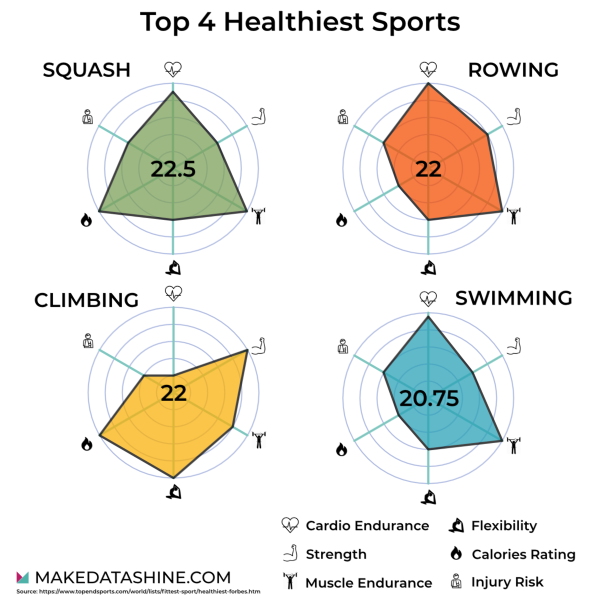 Top 4 Healthiest Sports
SQUASH
ROWING
22.5
22
CLIMBING
SWIMMING
22
20.75
Cardio Endurance
Flexibility
Strength
Calories Rating
Muscle Endurance
Injury Risk
MAKEDATASHINE.COM
Source: https://www.topendsports.com/world/lists/fittest-sport/healthiest-forbes.htm